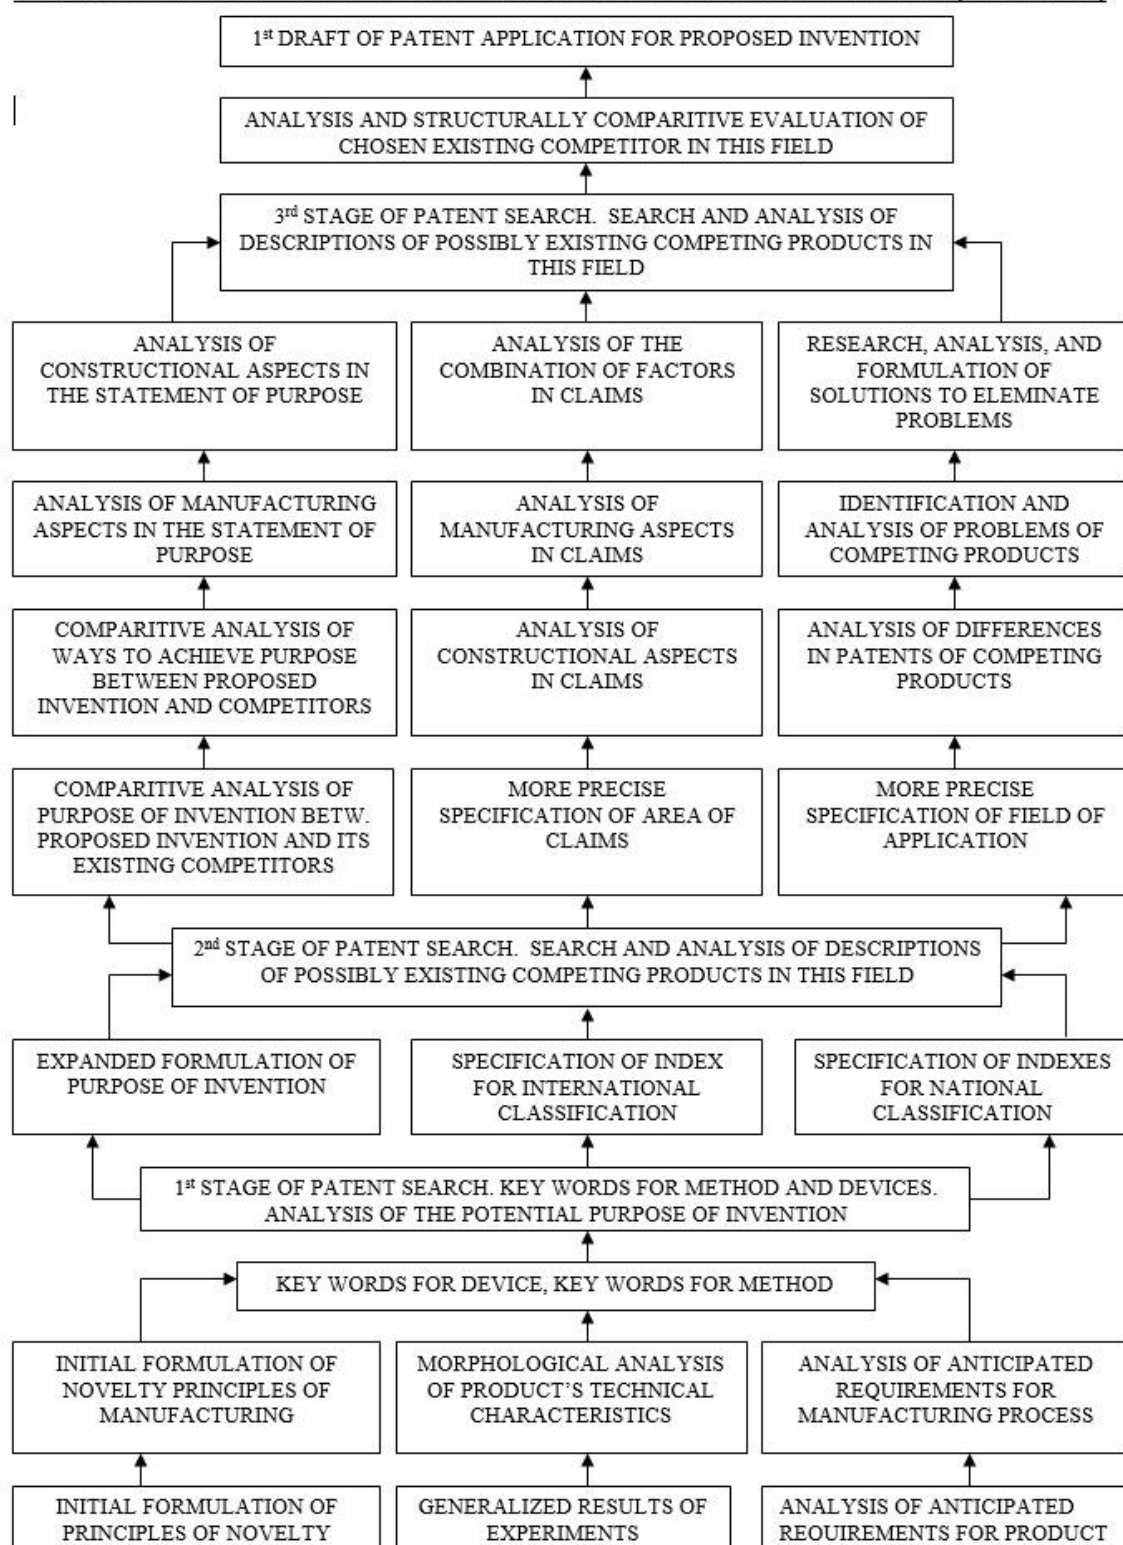 1st DRAFT OF PATENT APPLICATION FOR PROPOSED INVENTION
ANALYSIS AND STRUCTURALLY COMPARITIVE EVALUATION OF
CHOSEN EXISTING COMPETITOR IN THIS FIELD
3rd STAGE OF PATENT SEARCH. SEARCH AND ANALYSIS OF
DESCRIPTIONS OF POSSIBLY EXISTING COMPETING PRODUCTS IN
THIS FIELD
ANALYSIS OF
CONSTRUCTIONAL ASPECTS IN
THE STATEMENT OF PURPOSE
ANALYSIS OF THE
COMBINATION OF FACTORS
IN CLAIMS
RESEARCH, ANALYSIS, AND
FORMULATION OF
SOLUTIONS TO ELEMINATE
PROBLEMS
ANALYSIS OF MANUFACTURING
ASPECTS IN THE STATEMENT OF
PURPOSE
ANALYSIS OF
MANUFACTURING ASPECTS
IN CLAIMS
IDENTIFICATION AND
ANALYSIS OF PROBLEMS OF
COMPETING PRODUCTS
COMPARITIVE ANALYSIS OF
WAYS TO ACHIEVE PURPOSE
BETWEEN PROPOSED
INVENTION AND COMPETITORS
ANALYSIS OF
CONSTRUCTIONAL ASPECTS
IN CLAIMS
ANALYSIS OF DIFFERENCES
IN PATENTS OF COMPETING
PRODUCTS
COMPARITIVE ANALYSIS OF
PURPOSE OF INVENTION BETW.
PROPOSED INVENTION AND ITS
EXISTING COMPETITORS
MORE PRECISE
SPECIFICATION OF AREA OF
CLAIMS
MORE PRECISE
SPECIFICATION OF FIELD OF
APPLICATION
2nd STAGE OF PATENT SEARCH. SEARCH AND ANALYSIS OF DESCRIPTIONS
OF POSSIBLY EXISTING COMPETING PRODUCTS IN THIS FIELD
EXPANDED FORMULATION OF
PURPOSE OF INVENTION
SPECIFICATION OF INDEX
FOR INTERNATIONAL
CLASSIFICATION
SPECIFICATION OF INDEXES
FOR NATIONAL
CLASSIFICATION
1st STAGE OF PATENT SEARCH. KEY WORDS FOR METHOD AND DEVICES.
ANALYSIS OF THE POTENTIAL PURPOSE OF INVENTION
KEY WORDS FOR DEVICE, KEY WORDS FOR METHOD
INITIAL FORMULATION OF
NOVELTY PRINCIPLES OF
MANUFACTURING
MORPHOLOGICAL ANALYSIS
OF PRODUCT'S TECHNICAL
CHARACTERISTICS
ANALYSIS OF ANTICIPATED
REQUIREMENTS FOR
MANUFACTURING PROCESS
INITIAL FORMULATION OF
PRINCIPLES OF NOVELTY
GENERALIZED RESULTS OF
EXPERIMENTS
ANALYSIS OF ANTICIPATED
REQUIREMENTS FOR PRODUCT